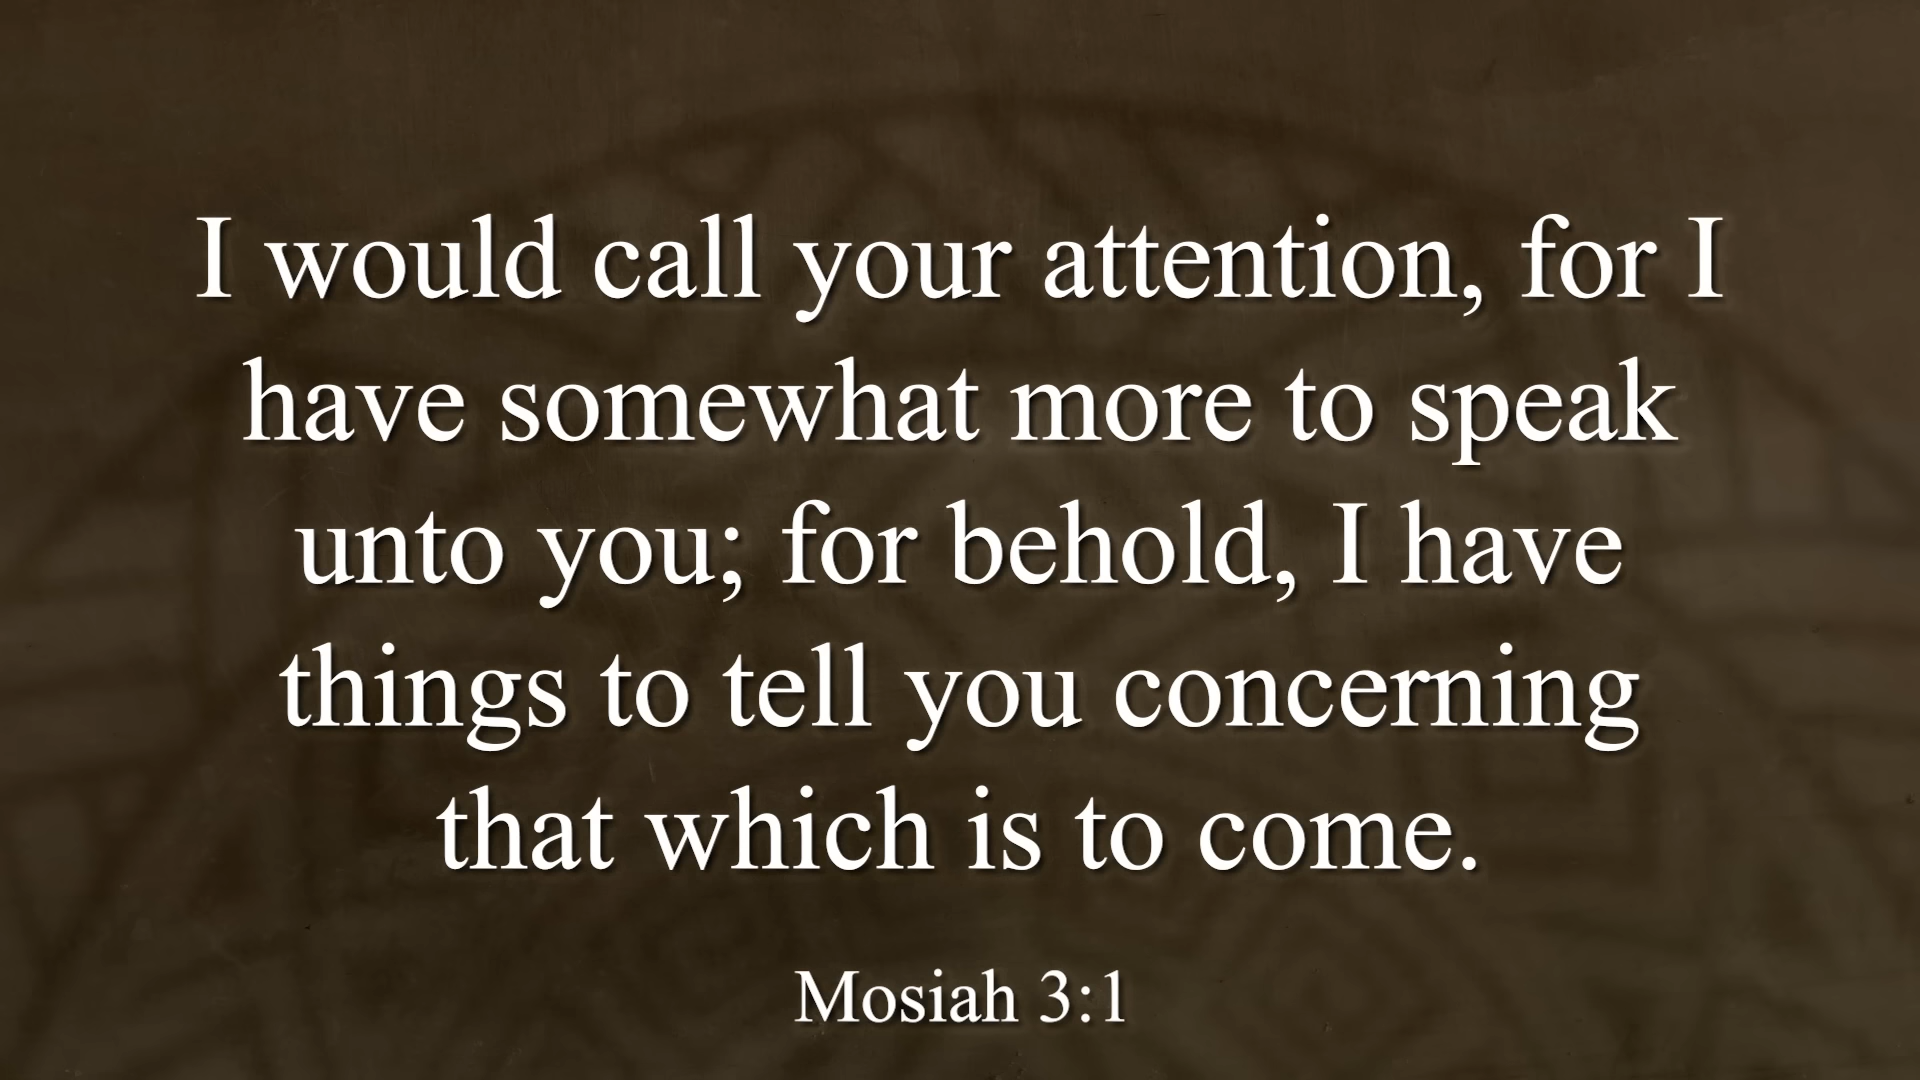 I would call your attention, for I
have somewhat more to speak
unto you; for behold, I have
things to tell you concerning
that which is to come.
Mosiah 3:1